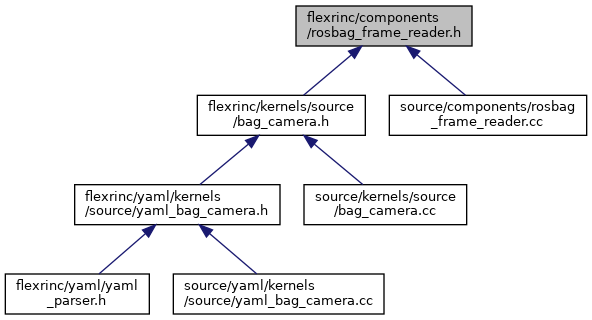 flexrinc/components
/rosbag_frame_reader.h
flexrinc/kernels/source
/bag_camera.h
source/components/rosbag
_frame_reader.cc
flexrinc/yaml/kernels
/source/yaml_bag_camera.h
source/kernels/source
/bag_camera.cc
flexrinc/yaml/yaml
_parser.h
source/yaml/kernels
/source/yaml_bag_camera.cc